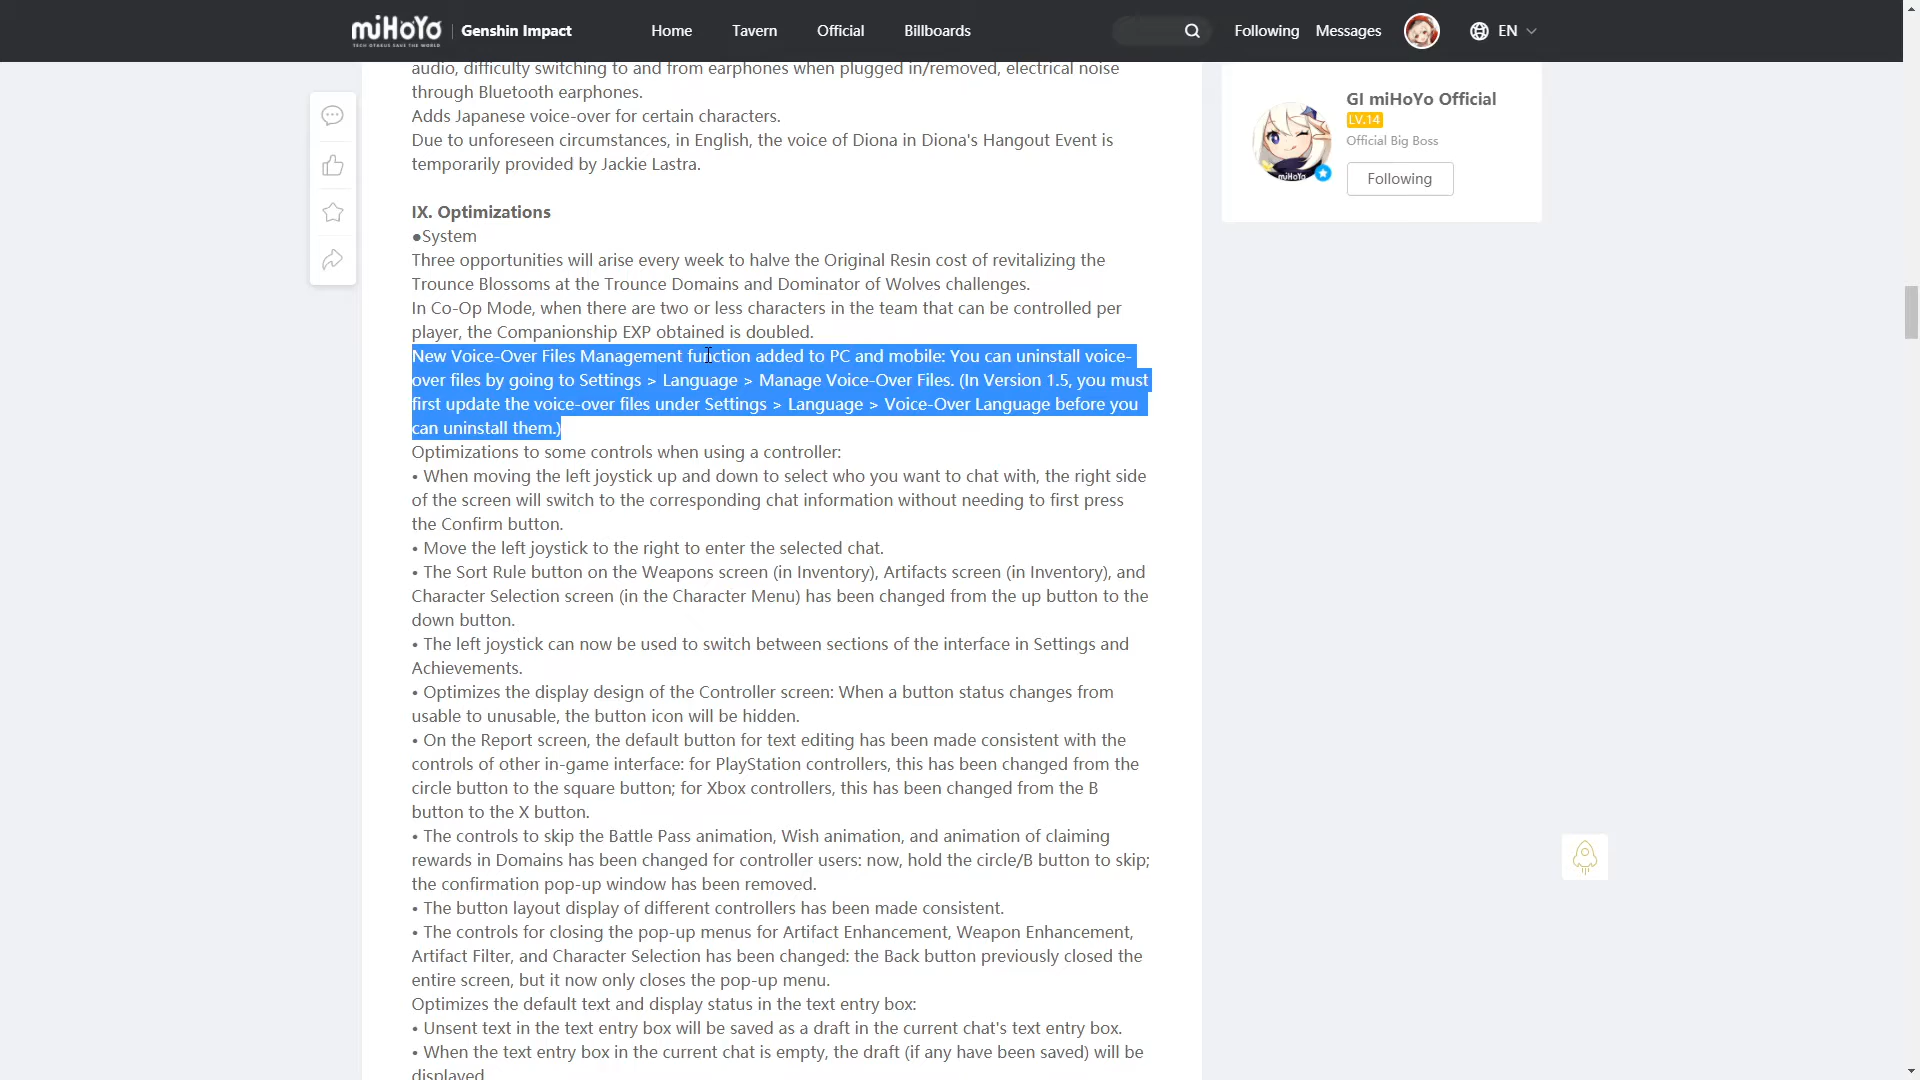 miHoYo
TECH OTAKUS SAVE THE WORLD
Genshin Impact
Home
Tavern
Official
Billboards
Following
Messages
EN
audio, difficulty switching to and from earphones when plugged in/removed, electrical noise
through Bluetooth earphones.
Adds Japanese voice-over for certain characters.
Due to unforeseen circumstances, in English, the voice of Diona in Diona's Hangout Event is
temporarily provided by Jackie Lastra.
IX. Optimizations
●System
Three opportunities will arise every week to halve the Original Resin cost of revitalizing the
Trounce Blossoms at the Trounce Domains and Dominator of Wolves challenges.
In Co-Op Mode, when there are two or less characters in the team that can be controlled per
player, the Companionship EXP obtained is doubled.
New Voice-Over Files Management function added to PC and mobile: You can uninstall voice-
over files by going to Settings > Language > Manage Voice-Over Files. (In Version 1.5, you must
first update the voice-over files under Settings > Language > Voice-Over Language before you
can uninstall them.)
Optimizations to some controls when using a controller:
• When moving the left joystick up and down to select who you want to chat with, the right side
of the screen will switch to the corresponding chat information without needing to first press
the Confirm button.
• Move the left joystick to the right to enter the selected chat.
• The Sort Rule button on the Weapons screen (in Inventory), Artifacts screen (in Inventory), and
Character Selection screen (in the Character Menu) has been changed from the up button to the
down button.
• The left joystick can now be used to switch between sections of the interface in Settings and
Achievements.
• Optimizes the display design of the Controller screen: When a button status changes from
usable to unusable, the button icon will be hidden.
• On the Report screen, the default button for text editing has been made consistent with the
controls of other in-game interface: for PlayStation controllers, this has been changed from the
circle button to the square button; for Xbox controllers, this has been changed from the B
button to the X button.
• The controls to skip the Battle Pass animation, Wish animation, and animation of claiming
rewards in Domains has been changed for controller users: now, hold the circle/B button to skip;
the confirmation pop-up window has been removed.
• The button layout display of different controllers has been made consistent.
• The controls for closing the pop-up menus for Artifact Enhancement, Weapon Enhancement,
Artifact Filter, and Character Selection has been changed: the Back button previously closed the
entire screen, but it now only closes the pop-up menu.
Optimizes the default text and display status in the text entry box:
• Unsent text in the text entry box will be saved as a draft in the current chat's text entry box.
• When the text entry box in the current chat is empty, the draft (if any have been saved) will be
displayed
GI miHoYo Official
LV.14
Official Big Boss
miHoYo
Following